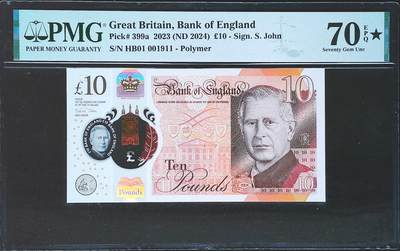 PMG
PAPER MONEY GUARANTY
Great Britain, Bank of England
Pick# 399a 2023 (ND 2024) £10 - Sign. S. John
S/N HB01 001911 - Polymer
70 EPQ ★
Seventy Gem Unc
£10
10
Bank of England
£
Ten
Pounds
Pounds
10